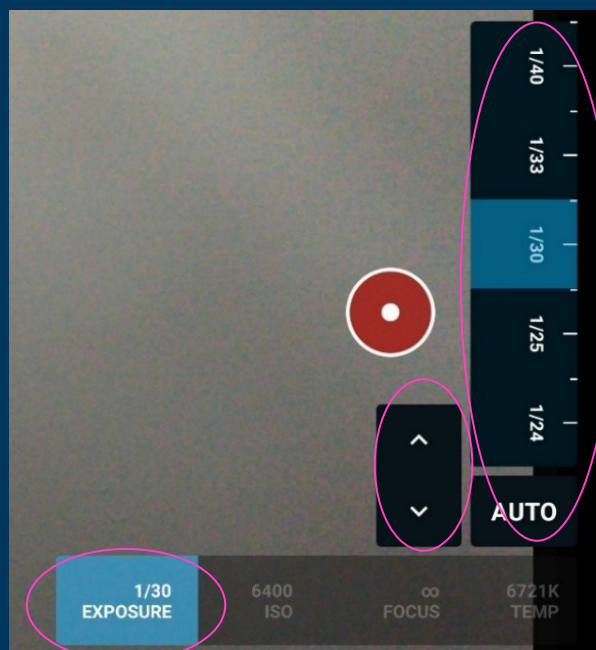 1/40
1/33
1/30
1/25
1/24
AUTO
1/30
EXPOSURE
6400
ISO
∞
FOCUS
6721K
TEMP